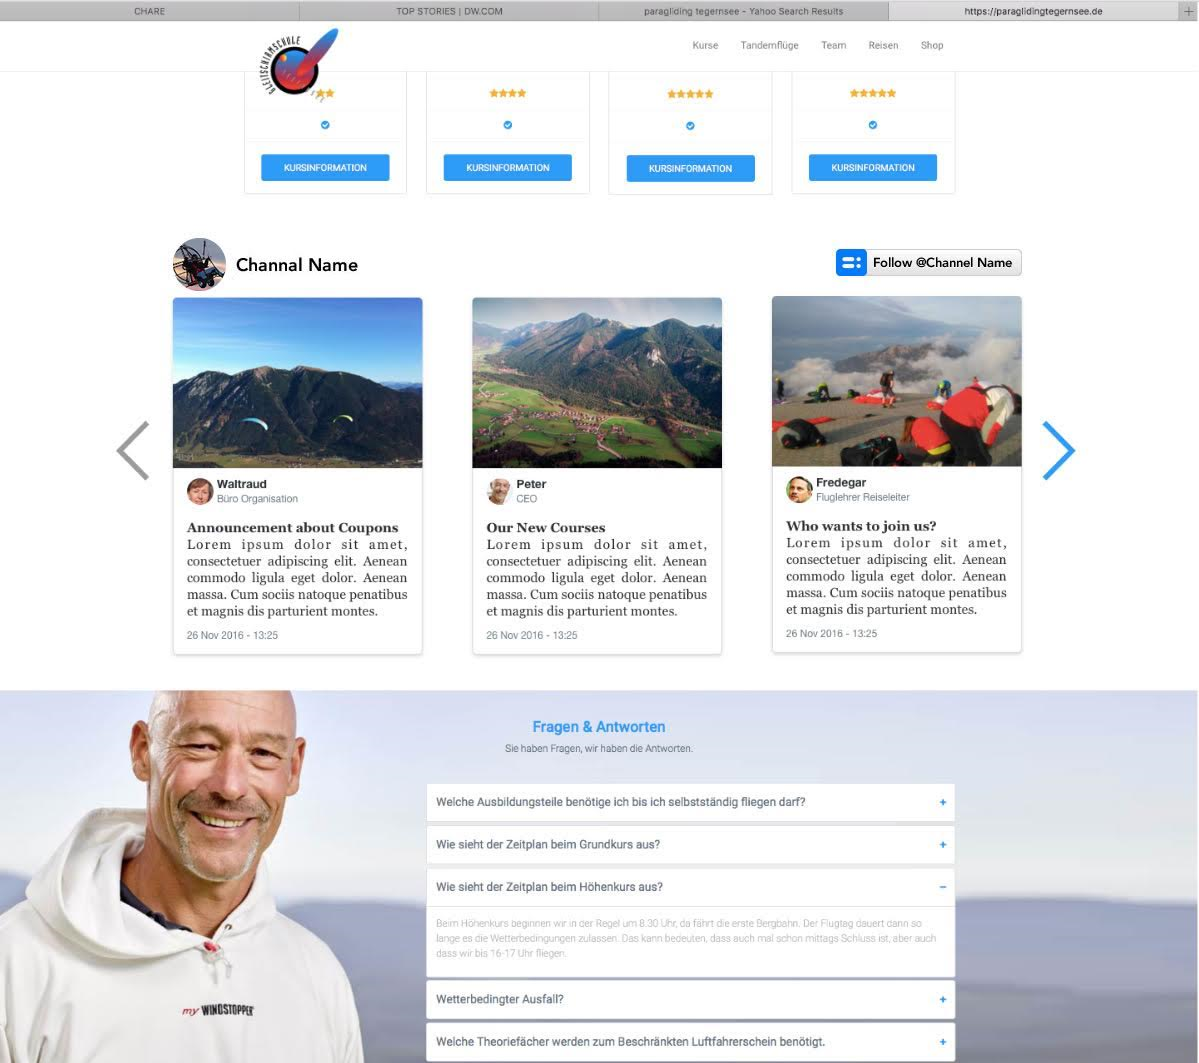 CHARE
TOP STORIES | DW.COM
paragliding tegernsee - Yahoo Search Results
https://paraglidingtegernsee.de
+
GLEITSCHIRMSCHULE
Kurse
Tandemflüge
Team
Reisen
Shop
KURSINFORMATION
KURSINFORMATION
KURSINFORMATION
KURSINFORMATION
Channal Name
Follow @Channel Name
Waltraud
Büro Organisation
Announcement about Coupons
Lorem ipsum dolor sit amet,
consectetuer adipiscing elit. Aenean
commodo ligula eget dolor. Aenean
massa. Cum sociis natoque penatibus
et magnis dis parturient montes.
26 Nov 2016 - 13:25
Peter
CEO
Our New Courses
Lorem ipsum dolor sit amet,
consectetuer adipiscing elit. Aenean
commodo ligula eget dolor. Aenean
massa. Cum sociis natoque penatibus
et magnis dis parturient montes.
26 Nov 2016 - 13:25
Fredegar
Fluglehrer Reiseleiter
Who wants to join us?
Lorem ipsum dolor sit amet,
consectetuer adipiscing elit. Aenean
commodo ligula eget dolor. Aenean
massa. Cum sociis natoque penatibus
et magnis dis parturient montes.
26 Nov 2016 - 13:25
Fragen & Antworten
Sie haben Fragen, wir haben die Antworten.
Welche Ausbildungsteile benötige ich bis ich selbstständig fliegen darf? +
Wie sieht der Zeitplan beim Grundkurs aus? +
Wie sieht der Zeitplan beim Höhenkurs aus? −
Beim Höhenkurs beginnen wir in der Regel um 8.30 Uhr, da fährt die erste Bergbahn. Der Flugtag dauert dann so
lange es die Wetterbedingungen zulassen. Das kann bedeuten, dass auch mal schon mittags Schluss ist, aber auch
dass wir bis 16-17 Uhr fliegen.
Wetterbedingter Ausfall? +
Welche Theoriefächer werden zum Beschränkten Luftfahrerschein benötigt. +
my WINDSTOPPER